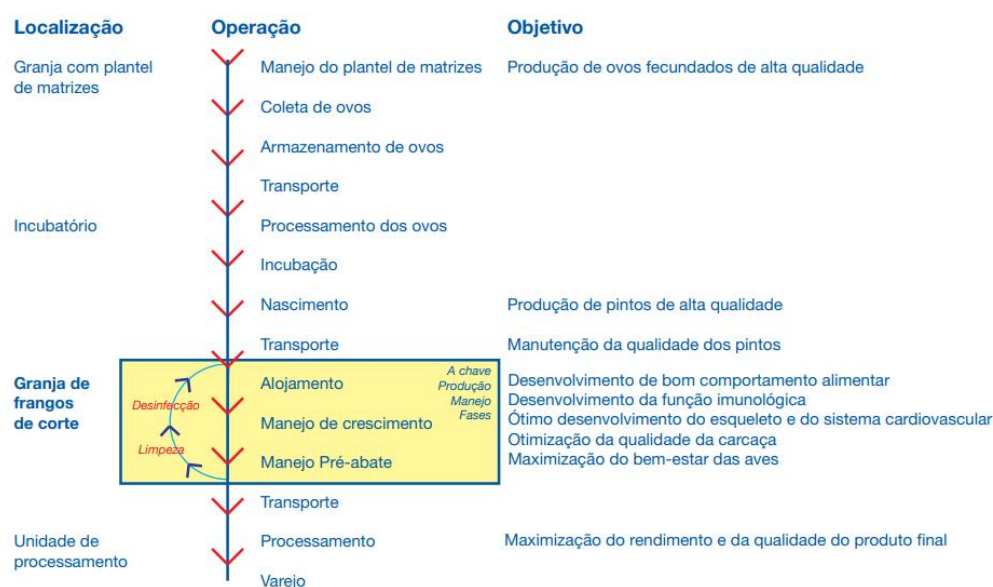 Localização Operação Objetivo
Granja com plantel Manejo do plantel de matrizes Produção de ovos fecundados de alta qualidade
de matrizes
Coleta de ovos
Armazenamento de ovos
Transporte
Incubatório Processamento dos ovos
Incubação
Nascimento Produção de pintos de alta qualidade
Transporte Manutenção da qualidade dos pintos
Granja de
frangos
de corte
Desinfecção
Limpeza
Alojamento
Manejo de crescimento
Manejo Pré-abate
A chave
Produção
Manejo
Fases
Desenvolvimento de bom comportamento alimentar
Desenvolvimento da função imunológica
Ótimo desenvolvimento do esqueleto e do sistema cardiovascular
Otimização da qualidade da carcaça
Maximização do bem-estar das aves
Transporte
Unidade de Processamento Maximização do rendimento e da qualidade do produto final
processamento
Varejo